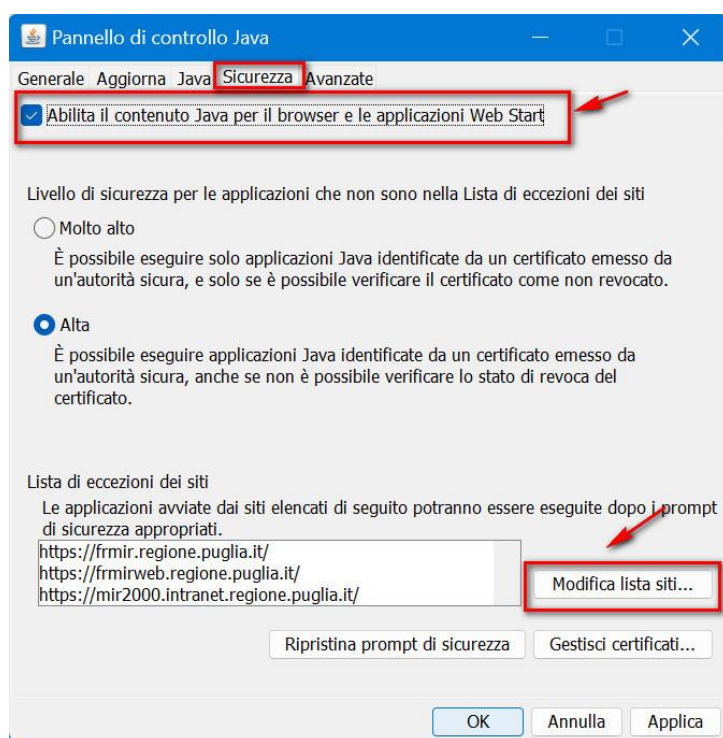 Pannello di controllo Java
Generale Aggiorna Java Sicurezza Avanzate
Abilita il contenuto Java per il browser e le applicazioni Web Start
Livello di sicurezza per le applicazioni che non sono nella Lista di eccezioni dei siti
Molto alto
È possibile eseguire solo applicazioni Java identificate da un certificato emesso da
un'autorità sicura, e solo se è possibile verificare il certificato come non revocato.
Alta
È possibile eseguire applicazioni Java identificate da un certificato emesso da
un'autorità sicura, anche se non è possibile verificare lo stato di revoca del
certificato.
Lista di eccezioni dei siti
Le applicazioni avviate dai siti elencati di seguito potranno essere eseguite dopo i prompt
di sicurezza appropriati.
https://frmir.regione.puglia.it/
https://frmirweb.regione.puglia.it/
https://mir2000.intranet.regione.puglia.it/
Modifica lista siti...
Ripristina prompt di sicurezza Gestisci certificati...
OK Annulla Applica